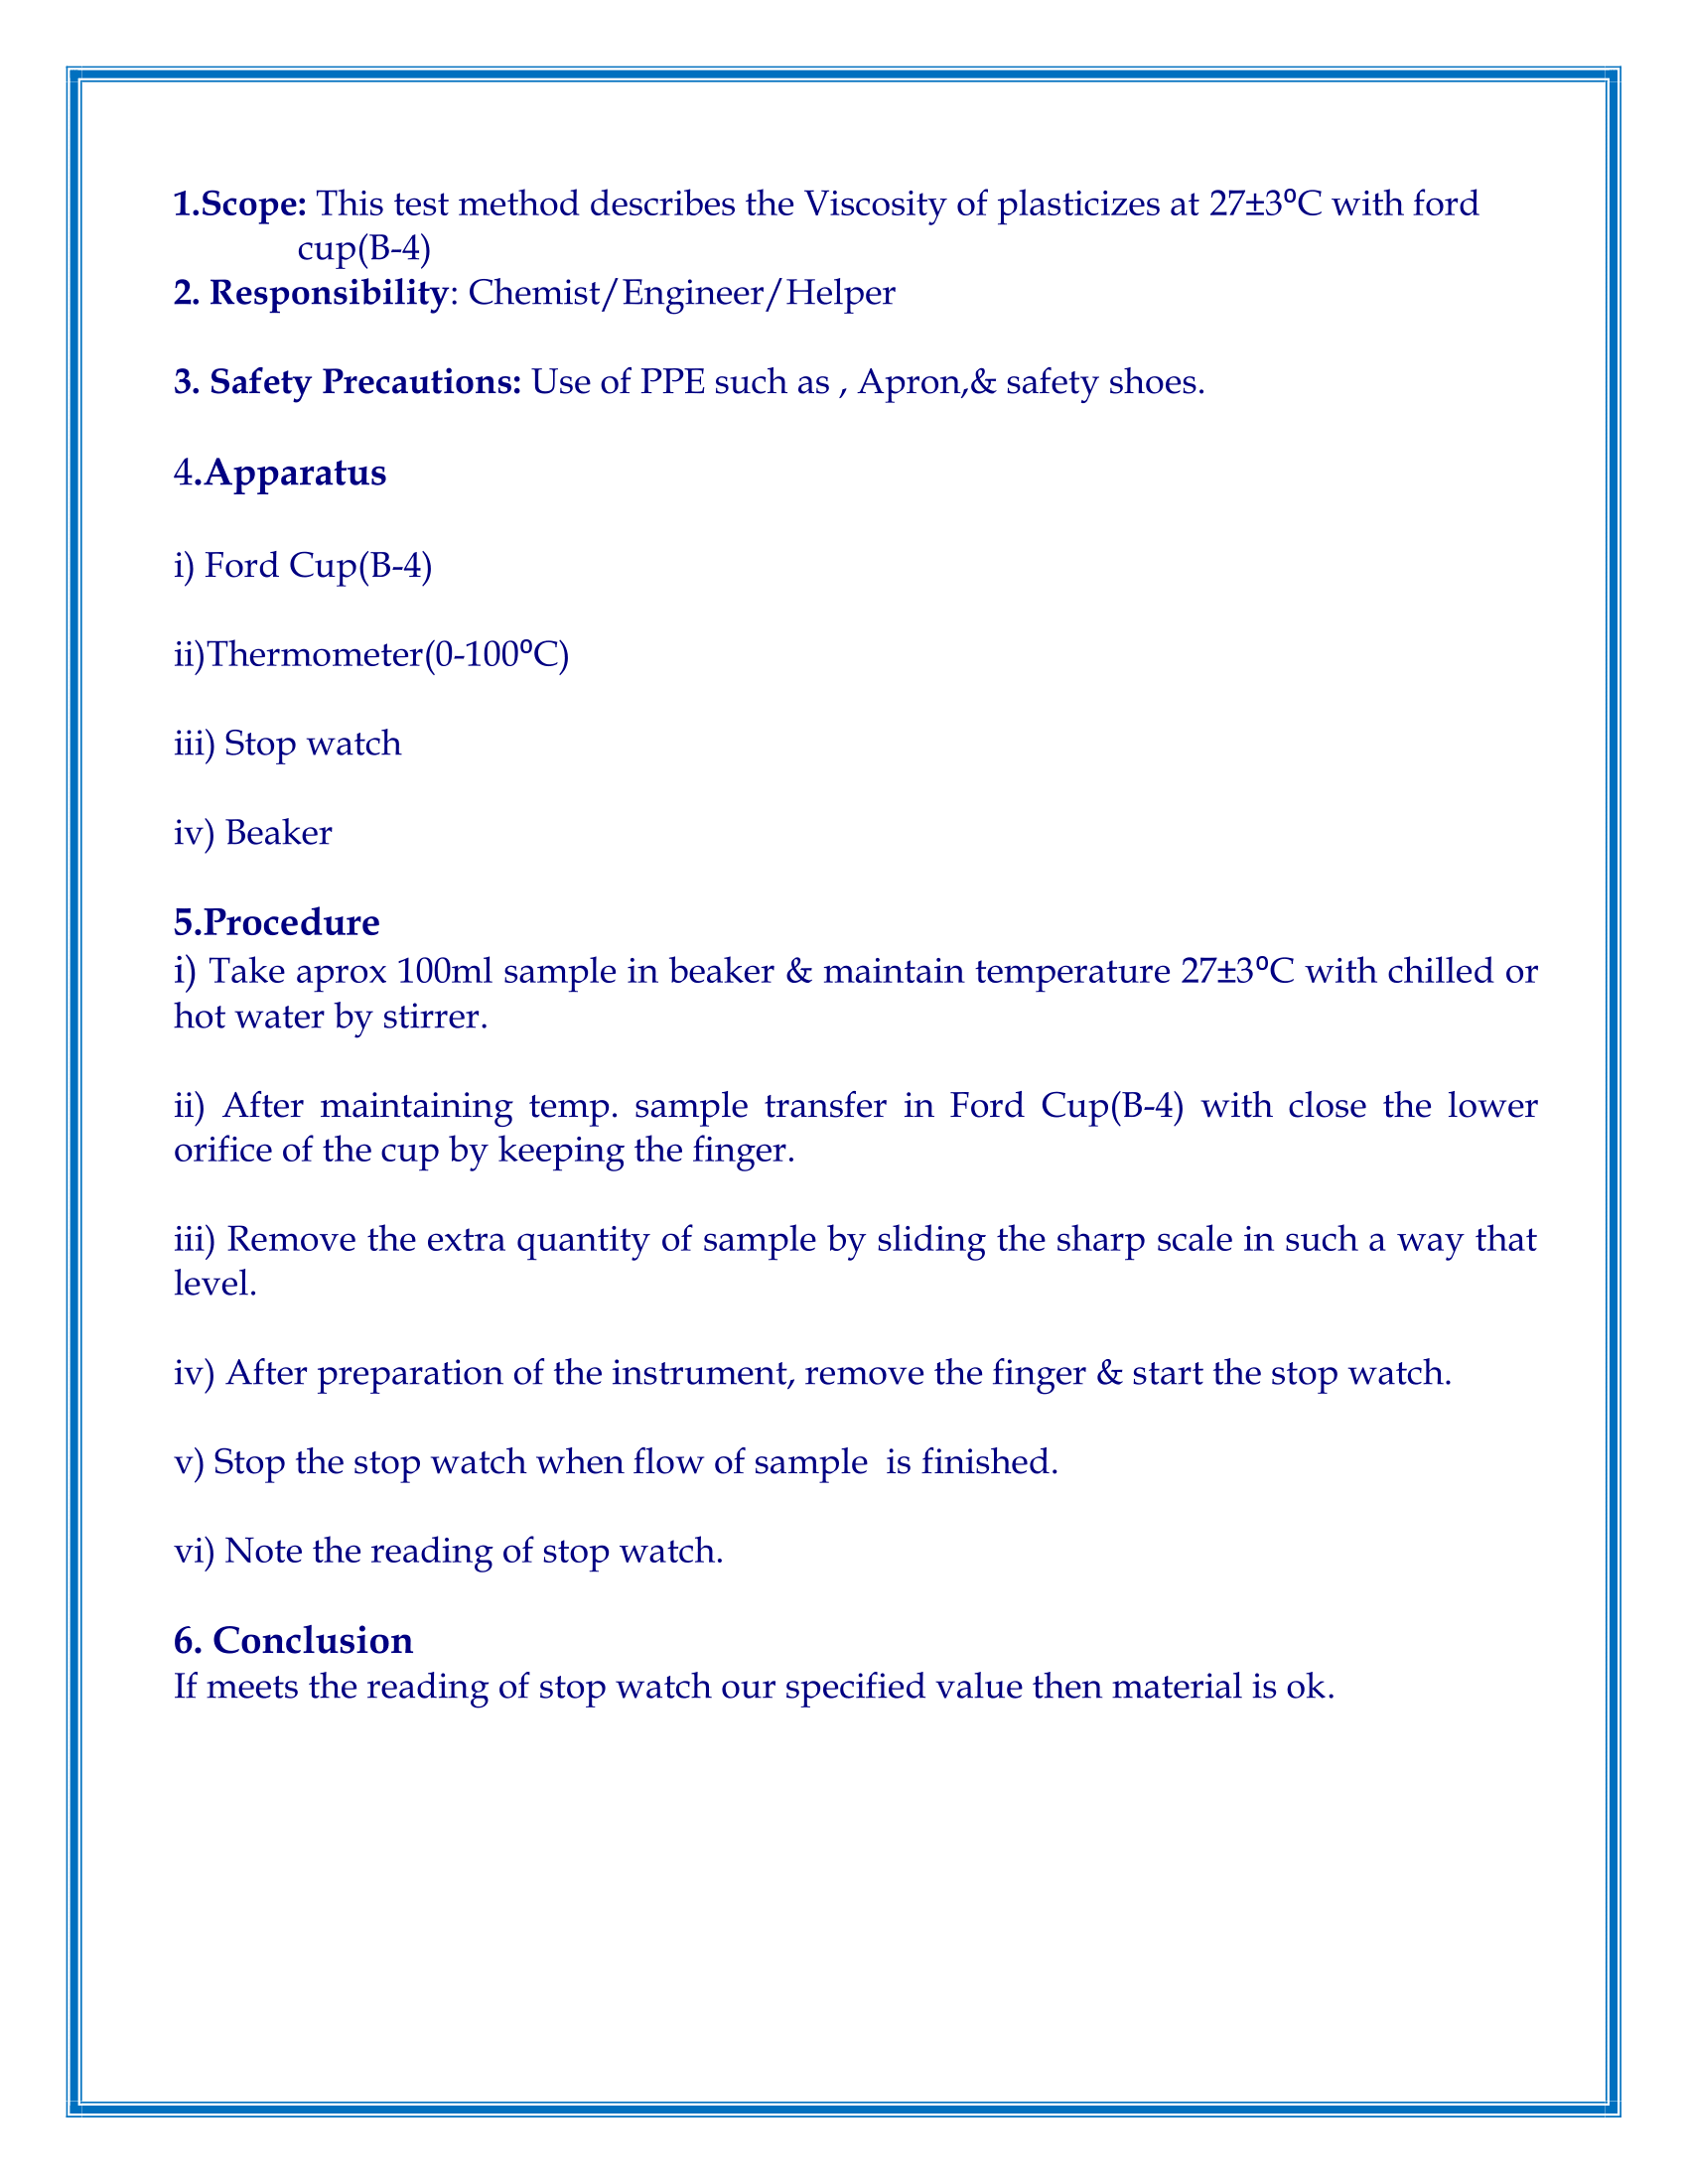 1.Scope: This test method describes the Viscosity of plasticizes at 27±3⁰C with ford
cup(B-4)
2. Responsibility: Chemist/Engineer/Helper
3. Safety Precautions: Use of PPE such as , Apron,& safety shoes.
4.Apparatus
i) Ford Cup(B-4)
ii)Thermometer(0-100⁰C)
iii) Stop watch
iv) Beaker
5.Procedure
i) Take aprox 100ml sample in beaker & maintain temperature 27±3⁰C with chilled or
hot water by stirrer.
ii) After maintaining temp. sample transfer in Ford Cup(B-4) with close the lower
orifice of the cup by keeping the finger.
iii) Remove the extra quantity of sample by sliding the sharp scale in such a way that
level.
iv) After preparation of the instrument, remove the finger & start the stop watch.
v) Stop the stop watch when flow of sample  is finished.
vi) Note the reading of stop watch.
6. Conclusion
If meets the reading of stop watch our specified value then material is ok.